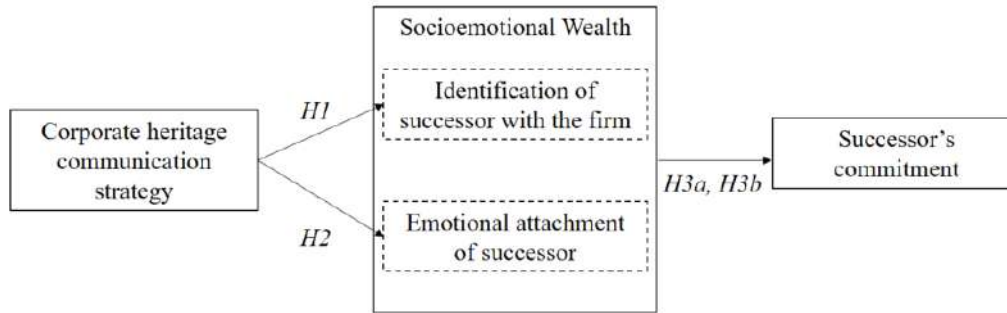 Socioemotional Wealth
H1
Identification of
successor with the firm
Corporate heritage
communication
strategy
Successor's
commitment
H3a, H3b
H2
Emotional attachment
of successor